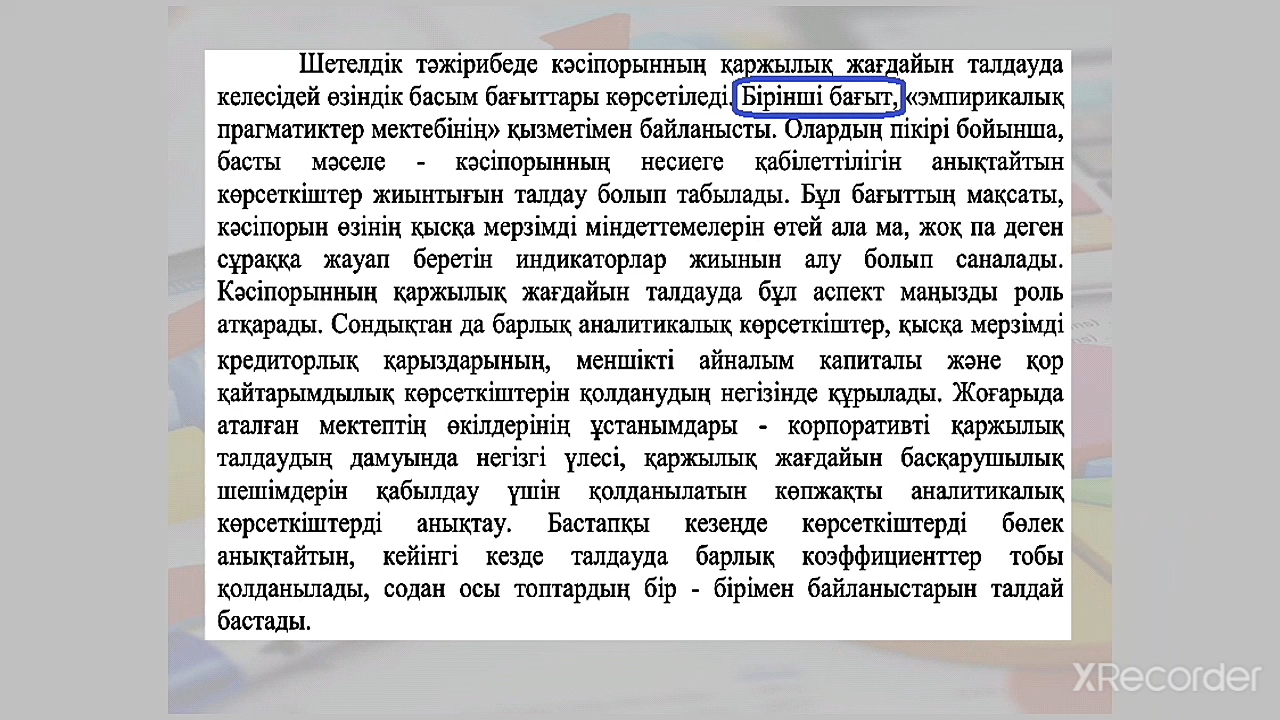 Шетелдік тәжірибеде кәсіпорынның қаржылық жағдайын талдауда
келесідей өзіндік басым бағыттары көрсетіледі. Бірінші бағыт, «эмпирикалық
прагматиктер мектебінің» қызметімен байланысты. Олардың пікірі бойынша,
басты мәселе - кәсіпорынның несиеге қабілеттілігін анықтайтын
көрсеткіштер жиынтығын талдау болып табылады. Бұл бағыттың мақсаты,
кәсіпорын өзінің қысқа мерзімді міндеттемелерін өтей ала ма, жоқ па деген
сұраққа жауап беретін индикаторлар жиынын алу болып саналады.
Кәсіпорынның қаржылық жағдайын талдауда бұл аспект маңызды роль
атқарады. Сондықтан да барлық аналитикалық көрсеткіштер, қысқа мерзімді
кредиторлық қарыздарының, меншікті айналым капиталы және қор
қайтарымдылық көрсеткіштерін қолданудың негізінде құрылады. Жоғарыда
аталған мектептің өкілдерінің ұстанымдары - корпоративті қаржылық
талдаудың дамуында негізгі үлесі, қаржылық жағдайын басқарушылық
шешімдерін қабылдау үшін қолданылатын көпжақты аналитикалық
көрсеткіштерді анықтау. Бастапқы кезеңде көрсеткіштерді бөлек
анықтайтын, кейінгі кезде талдауда барлық коэффициенттер тобы
қолданылады, содан осы топтардың бір - бірімен байланыстарын талдай
бастады.
XRecorder